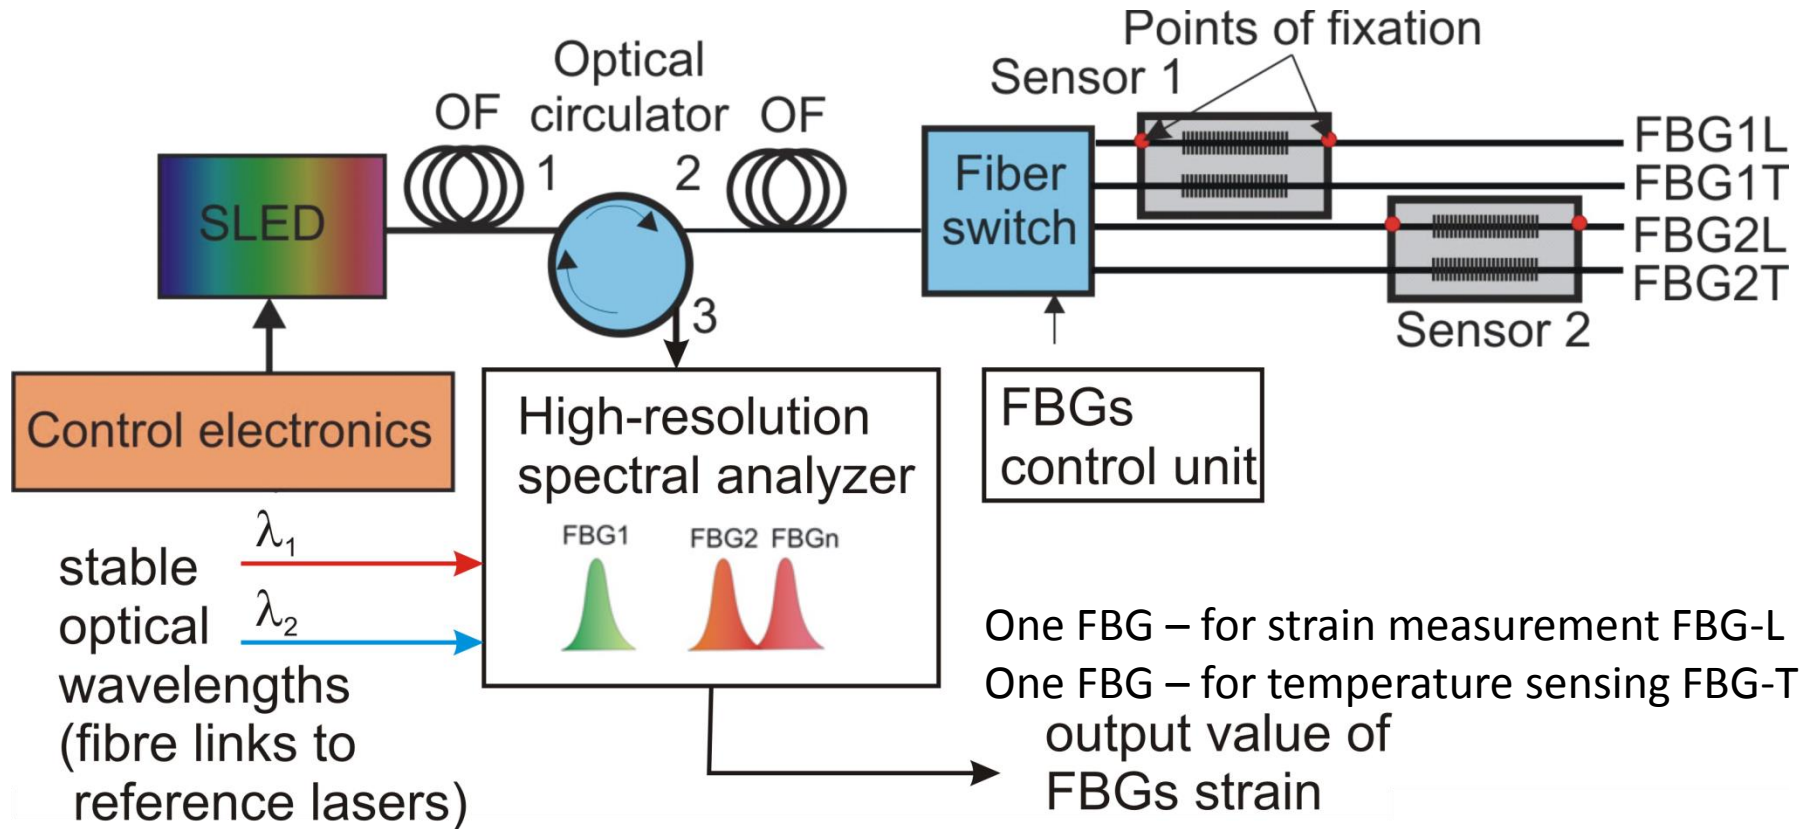 Points of fixation
Sensor 1
Optical
circulator
OF
OF
1
2
3
SLED
Fiber
switch
FBG1L
FBG1T
FBG2L
FBG2T
Sensor 2
Control electronics
High-resolution
spectral analyzer
FBG1
FBG2
FBGn
FBGs
control unit
λ1
λ2
stable
optical
wavelengths
(fibre links to
reference lasers)
One FBG – for strain measurement FBG-L
One FBG – for temperature sensing FBG-T
output value of
FBGs strain